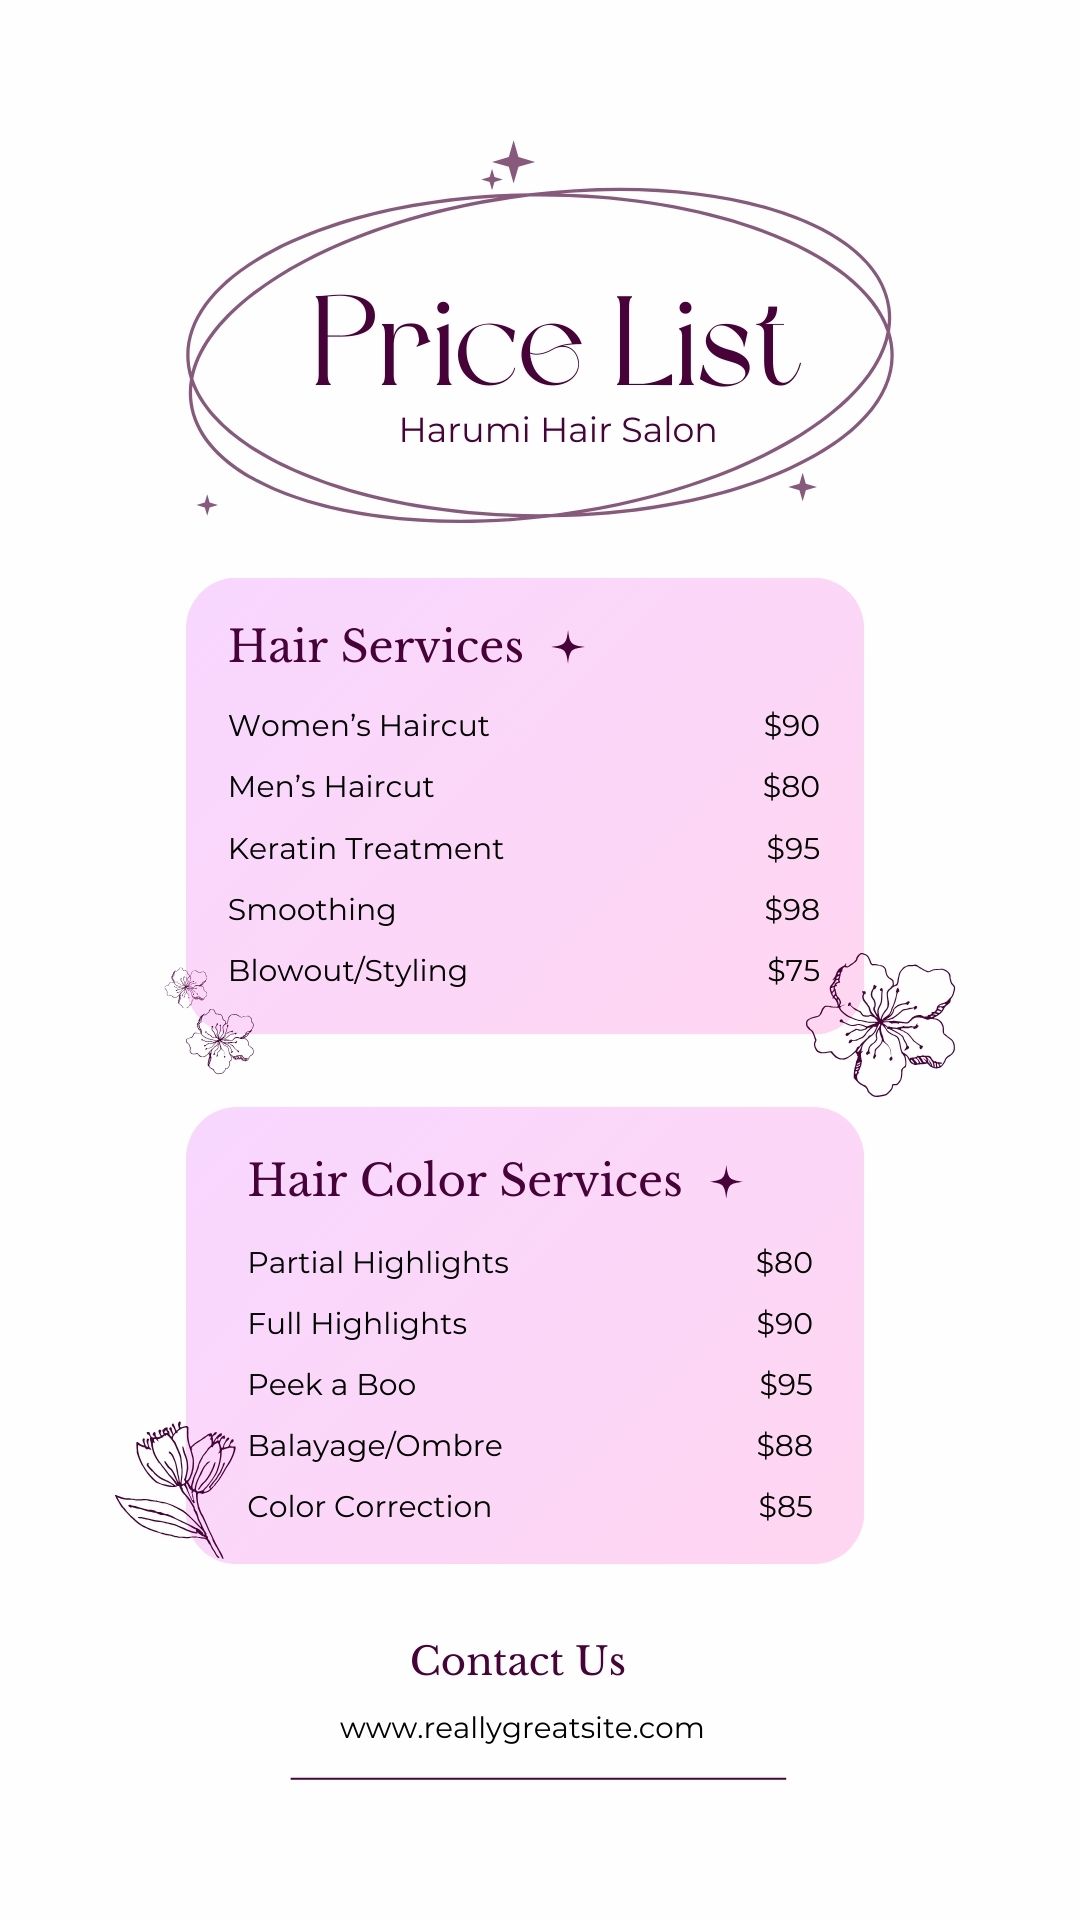 Price List
Harumi Hair Salon
Hair Services
Women’s Haircut $90
Men’s Haircut $80
Keratin Treatment $95
Smoothing $98
Blowout/Styling $75
Hair Color Services
Partial Highlights $80
Full Highlights $90
Peek a Boo $95
Balayage/Ombre $88
Color Correction $85
Contact Us
www.reallygreatsite.com